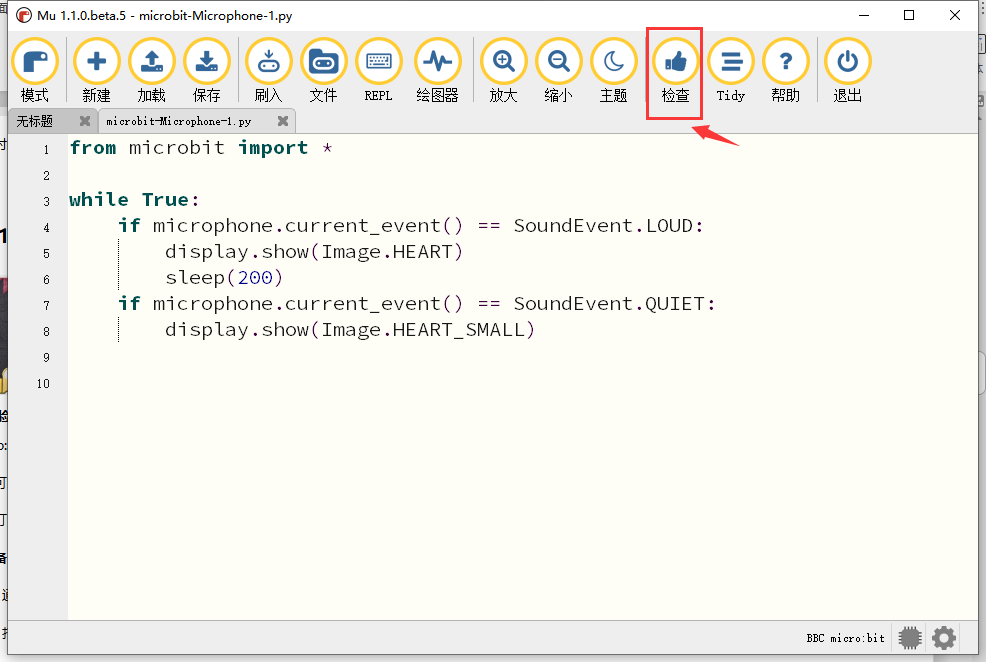 Mu 1.1.0.beta.5 - microbit-Microphone-1.py
模式 新建 加载 保存 刷入 文件 REPL 绘图器 放大 缩小 主题 检查 Tidy 帮助 退出
无标题 microbit-Microphone-1.py
1 from microbit import *
2
3 while True:
4 if microphone.current_event() == SoundEvent.LOUD:
5 display.show(Image.HEART)
6 sleep(200)
7 if microphone.current_event() == SoundEvent.QUIET:
8 display.show(Image.HEART_SMALL)
9
10
BBC micro:bit